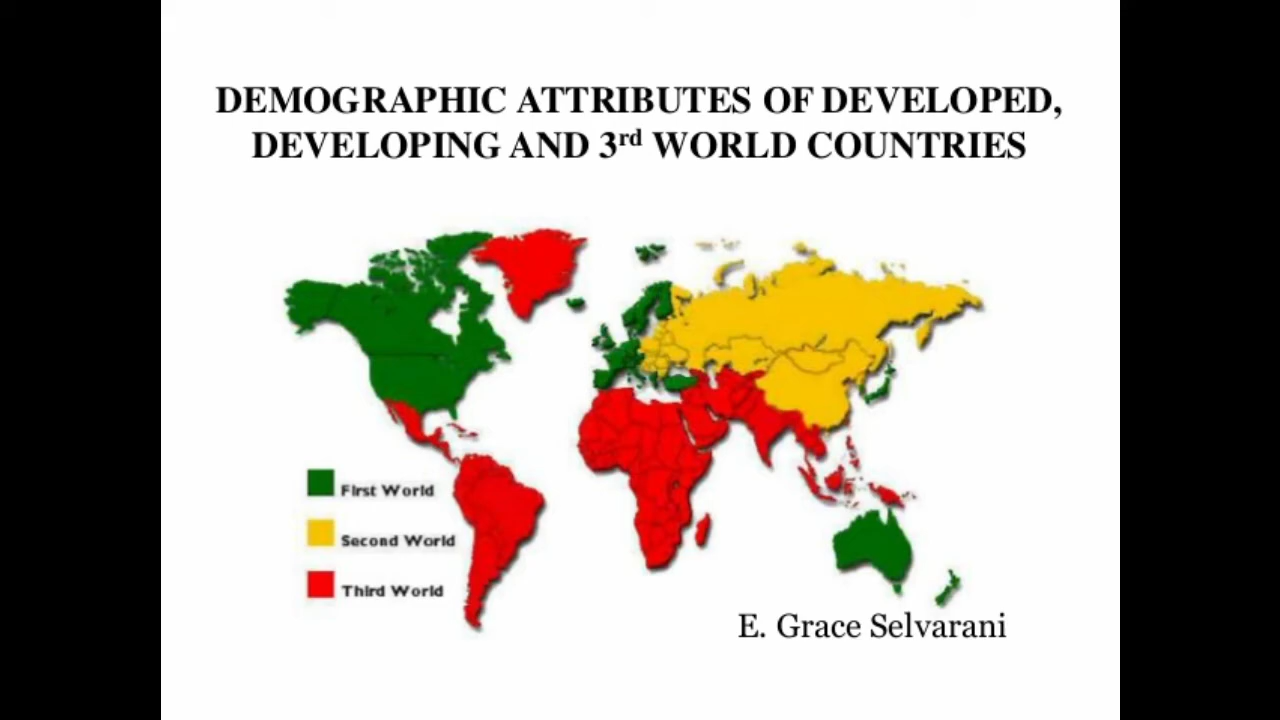 DEMOGRAPHIC ATTRIBUTES OF DEVELOPED,
DEVELOPING AND 3rd WORLD COUNTRIES
First World
Second World
Third World
E. Grace Selvarani